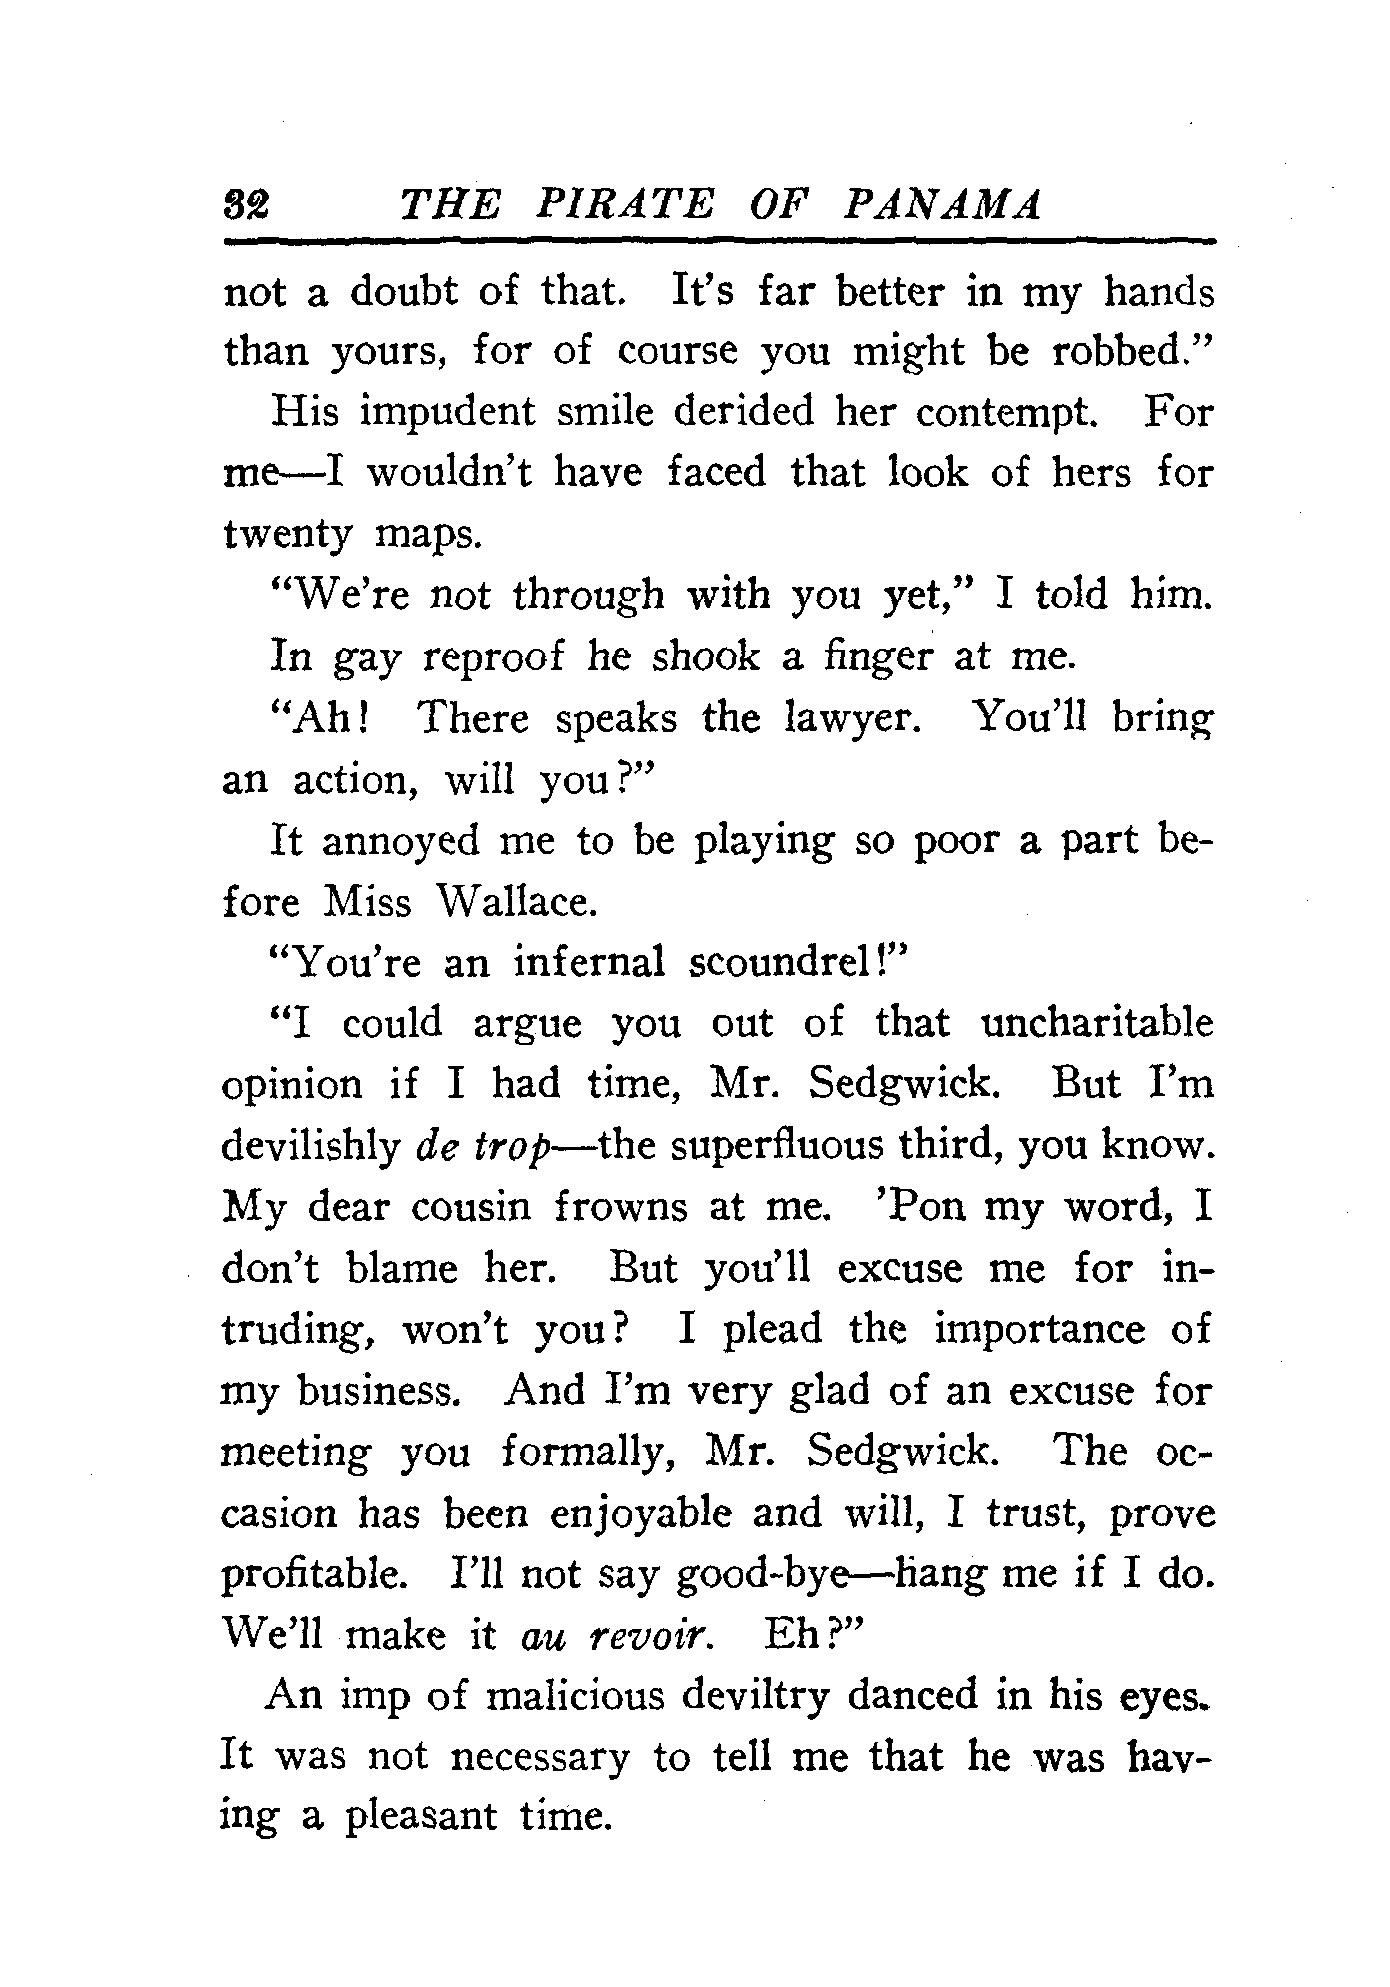 32 THE PIRATE OF PANAMA
not a doubt of that. It's far better in my hands
than yours, for of course you might be robbed."
His impudent smile derided her contempt. For
me—I wouldn't have faced that look of hers for
twenty maps.
"We're not through with you yet," I told him.
In gay reproof he shook a finger at me.
"Ah! There speaks the lawyer. You'll bring
an action, will you?"
It annoyed me to be playing so poor a part be-
fore Miss Wallace.
"You're an infernal scoundrel!"
"I could argue you out of that uncharitable
opinion if I had time, Mr. Sedgwick. But I'm
devilishly de trop—the superfluous third, you know.
My dear cousin frowns at me. 'Pon my word, I
don't blame her. But you'll excuse me for in-
truding, won't you? I plead the importance of
my business. And I'm very glad of an excuse for
meeting you formally, Mr. Sedgwick. The oc-
casion has been enjoyable and will, I trust, prove
profitable. I'll not say good-bye—hang me if I do.
We'll make it au revoir. Eh?"
An imp of malicious deviltry danced in his eyes.
It was not necessary to tell me that he was hav-
ing a pleasant time.